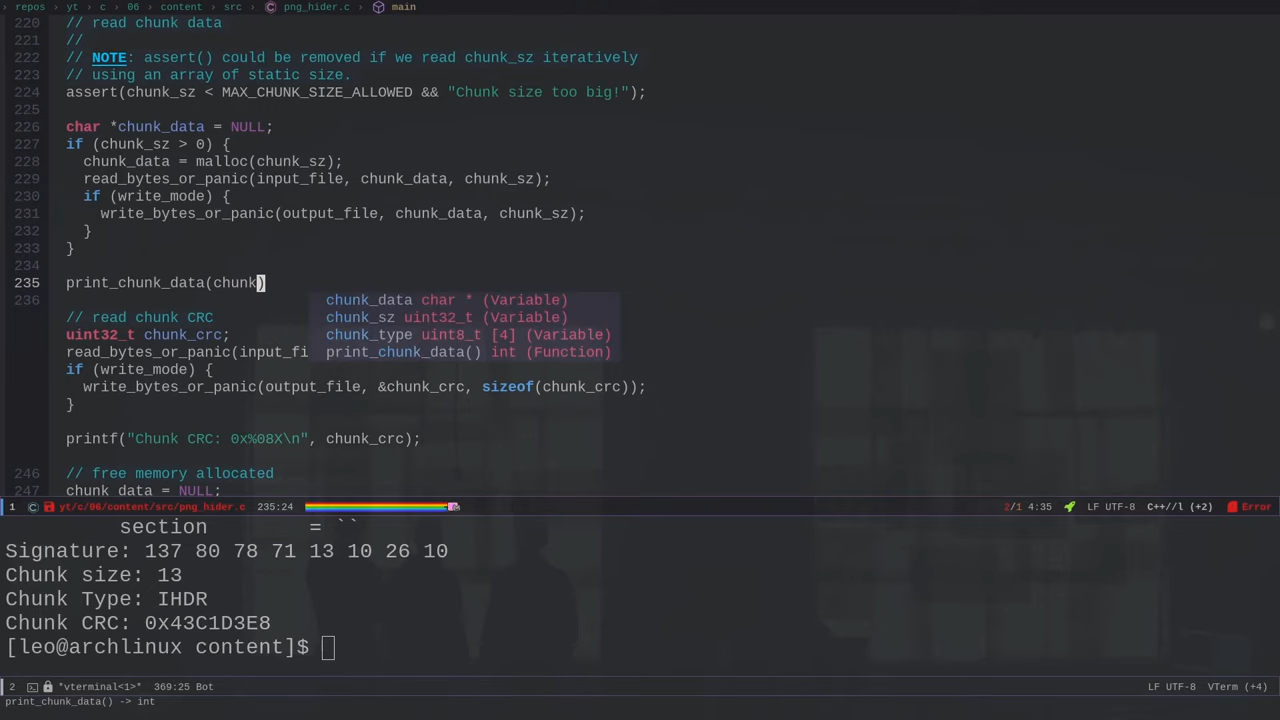 repos › yt › c › 06 › content › src › C png_hider.c › main
220 // read chunk data
221 //
222 // NOTE: assert() could be removed if we read chunk_sz iteratively
223 // using an array of static size.
224 assert(chunk_sz < MAX_CHUNK_SIZE_ALLOWED && "Chunk size too big!");
225
226 char *chunk_data = NULL;
227 if (chunk_sz > 0) {
228 chunk_data = malloc(chunk_sz);
229 read_bytes_or_panic(input_file, chunk_data, chunk_sz);
230 if (write_mode) {
231 write_bytes_or_panic(output_file, chunk_data, chunk_sz);
232 }
233 }
234
235 print_chunk_data(chunk)
236 chunk_data char * (Variable)
// read chunk CRC chunk_sz uint32_t (Variable)
uint32_t chunk_crc; chunk_type uint8_t [4] (Variable)
read_bytes_or_panic(input_fi print_chunk_data() int (Function)
if (write_mode) {
write_bytes_or_panic(output_file, &chunk_crc, sizeof(chunk_crc));
}
printf("Chunk CRC: 0x%08X\n", chunk_crc);
246 // free memory allocated
247 chunk_data = NULL;
1 C yt/c/06/content/src/png_hider.c 235:24 2/1 4:35 LF UTF-8 C++//l (+2) Error
section = ``
Signature: 137 80 78 71 13 10 26 10
Chunk size: 13
Chunk Type: IHDR
Chunk CRC: 0x43C1D3E8
[leo@archlinux content]$
2 *vterminal<1>* 369:25 Bot LF UTF-8 VTerm (+4)
print_chunk_data() -> int